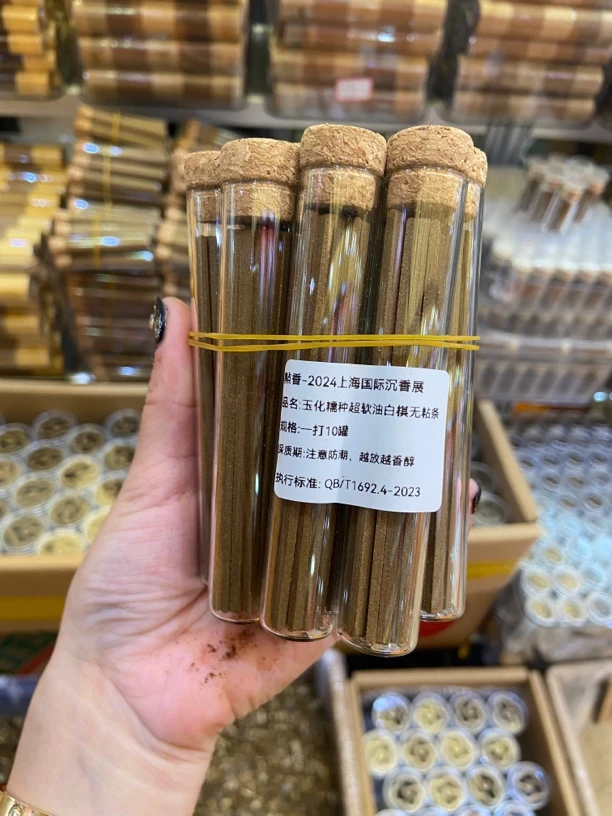 點香-2024上海国际沉香展
品名:玉化糯种超软油白棋无粘条
规格:一打10罐
保质期:注意防潮，越放越香醇
执行标准: QB/T1692.4-2023